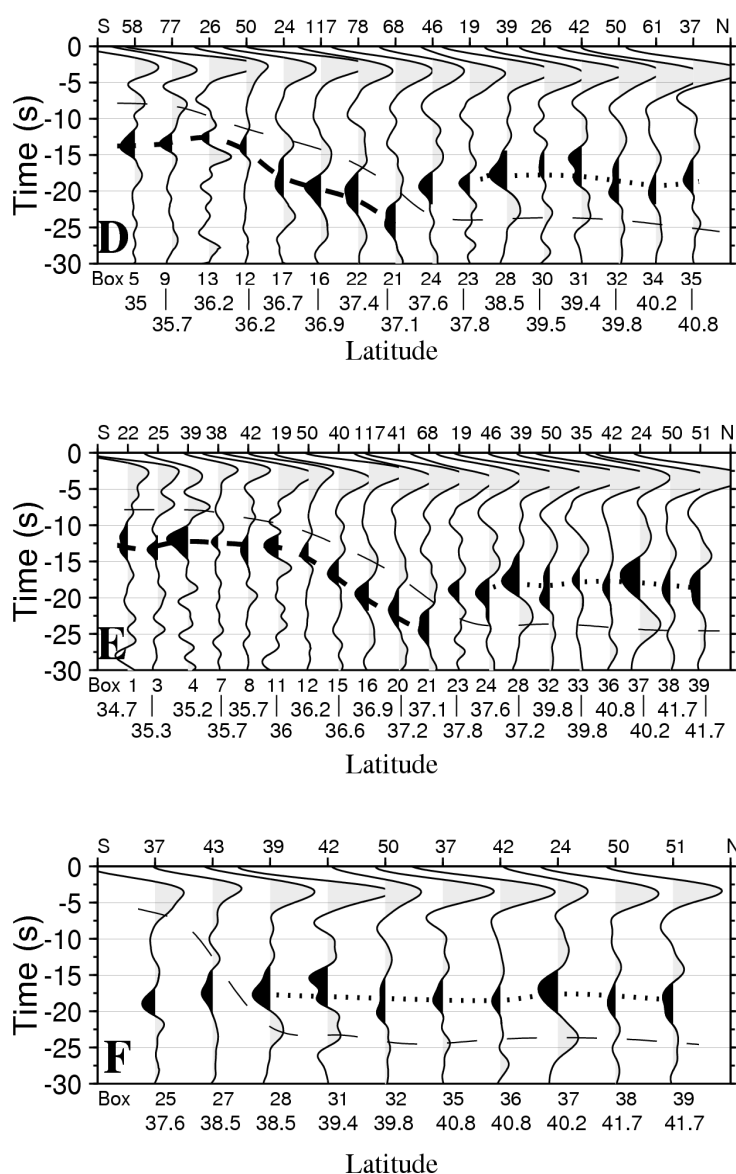 S 58 77 26 50 24 117 78 68 46 19 39 26 42 50 61 37 N
0
-5
-10
-15
-20
-25
-30
Time (s)
D
Box 5 9 13 12 17 16 22 21 24 23 28 30 31 32 34 35
35 | 36.2 | 36.7 | 37.4 | 37.6 | 38.5 | 39.4 | 40.2 |
35.7 36.2 36.9 37.1 37.8 39.5 39.8 40.8
Latitude
S 22 25 39 38 42 19 50 40 117 41 68 19 46 39 50 35 42 24 50 51 N
0
-5
-10
-15
-20
-25
-30
Time (s)
E
Box 1 3 4 7 8 11 12 15 16 20 21 23 24 28 32 33 36 37 38 39
34.7 | 35.2 | 35.7 | 36.2 | 36.9 | 37.1 | 37.6 | 39.8 | 40.8 | 41.7 |
35.3 35.7 36 36.6 37.2 37.8 37.2 39.8 40.2 41.7
Latitude
S 37 43 39 42 50 37 42 24 50 51 N
0
-5
-10
-15
-20
-25
-30
Time (s)
F
Box 25 27 28 31 32 35 36 37 38 39
37.6 38.5 38.5 39.4 39.8 40.8 40.8 40.2 41.7 41.7
Latitude